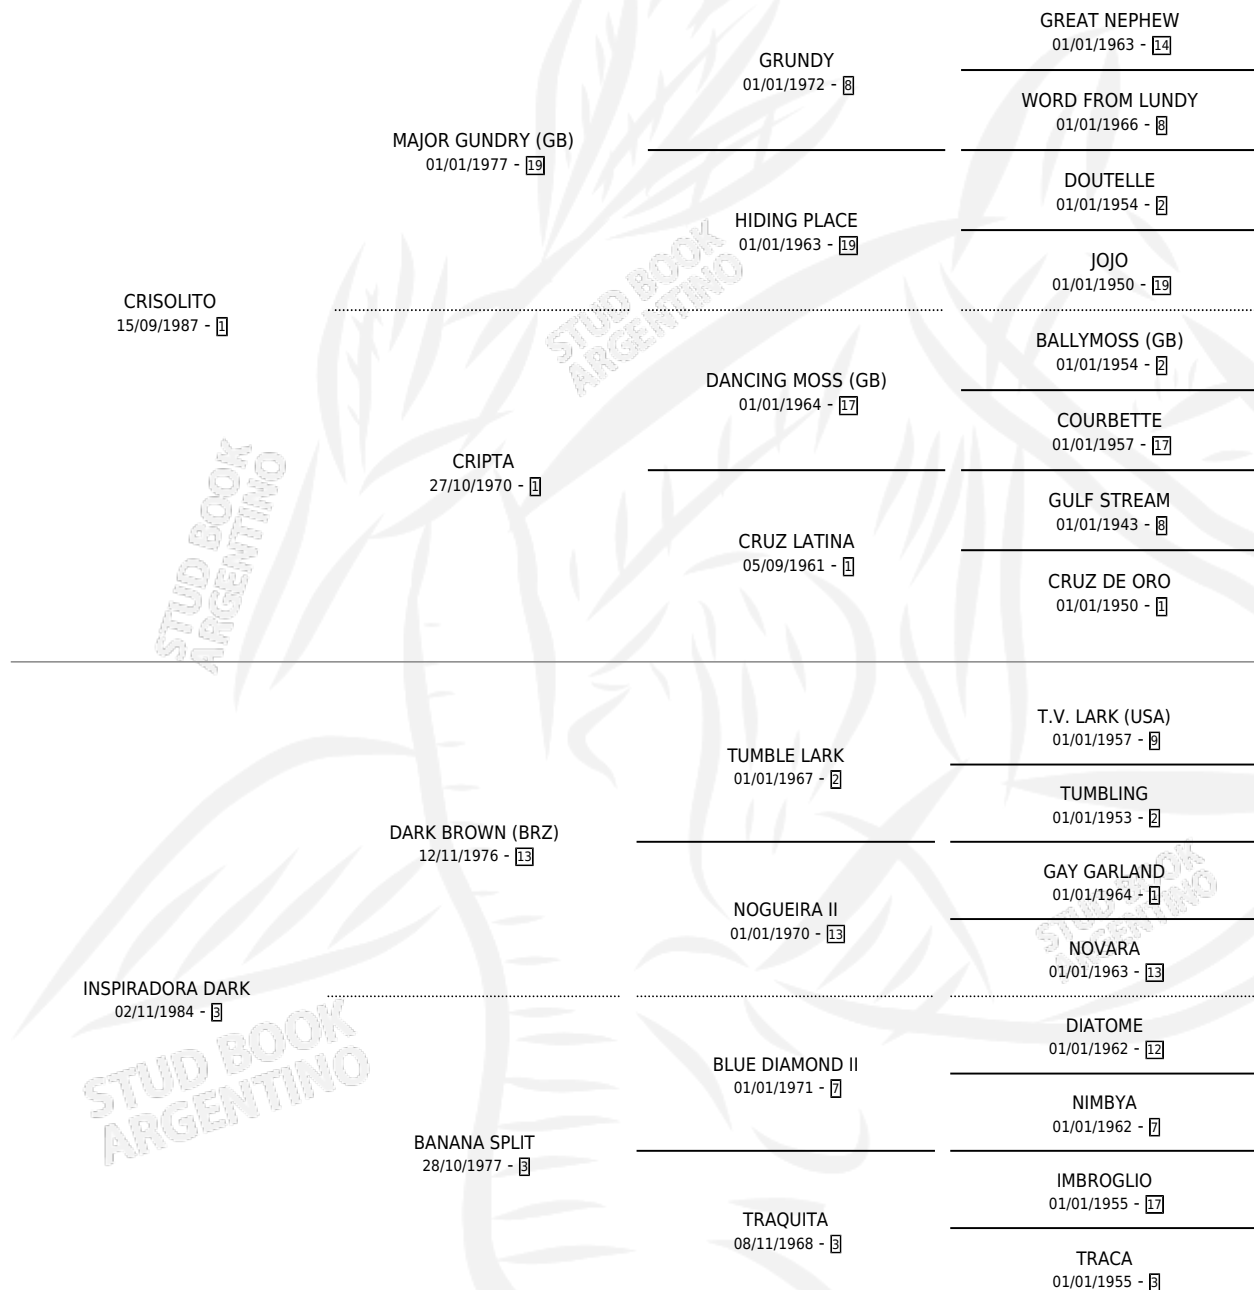 GREAT NEPHEW
01/01/1963 - 14
GRUNDY
01/01/1972 - 8
WORD FROM LUNDY
01/01/1966 - 8
MAJOR GUNDRY (GB)
01/01/1977 - 19
DOUTELLE
01/01/1954 - 2
HIDING PLACE
01/01/1963 - 19
JOJO
01/01/1950 - 19
CRISOLITO
15/09/1987 - 1
BALLYMOSS (GB)
01/01/1954 - 2
DANCING MOSS (GB)
01/01/1964 - 17
COURBETTE
01/01/1957 - 17
CRIPTA
27/10/1970 - 1
GULF STREAM
01/01/1943 - 8
CRUZ LATINA
05/09/1961 - 1
CRUZ DE ORO
01/01/1950 - 1
STUD BOOK
ARGENTINO
STUD BOOK
ARGENTINO
T.V. LARK (USA)
01/01/1957 - 9
TUMBLE LARK
01/01/1967 - 2
TUMBLING
01/01/1953 - 2
DARK BROWN (BRZ)
12/11/1976 - 13
GAY GARLAND
01/01/1964 - 1
NOGUEIRA II
01/01/1970 - 13
NOVARA
01/01/1963 - 13
STUD BOOK
ARGENTINO
INSPIRADORA DARK
02/11/1984 - 3
DIATOME
01/01/1962 - 12
BLUE DIAMOND II
01/01/1971 - 7
NIMBYA
01/01/1962 - 7
STUD BOOK
ARGENTINO
BANANA SPLIT
28/10/1977 - 3
IMBROGLIO
01/01/1955 - 17
TRAQUITA
08/11/1968 - 3
TRACA
01/01/1955 - 3